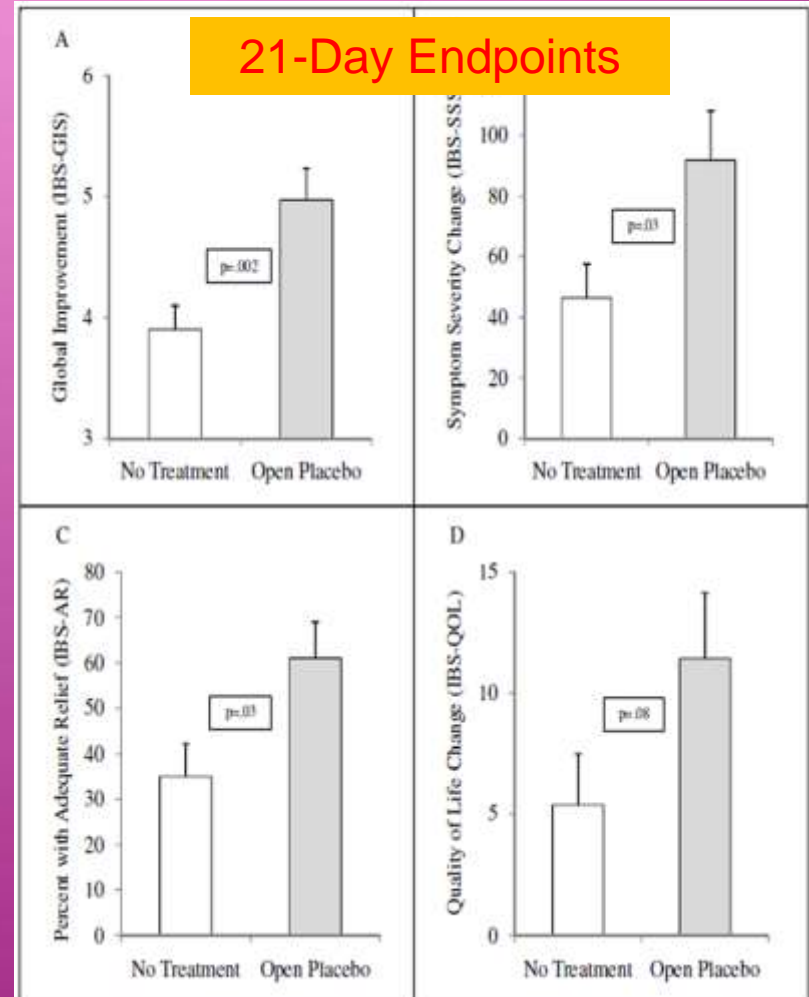 21-Day Endpoints
A
Global Improvement (IBS-GIS)
6
5
4
3
p=.002
No Treatment Open Placebo
Symptom Severity Change (IBS-SSS
100
80
60
40
20
0
p=.03
No Treatment Open Placebo
C
Percent with Adequate Relief (IBS-AR)
80
70
60
50
40
30
20
10
0
p=.03
No Treatment Open Placebo
D
Quality of Life Change (IBS-QOL)
15
10
5
0
p=.08
No Treatment Open Placebo